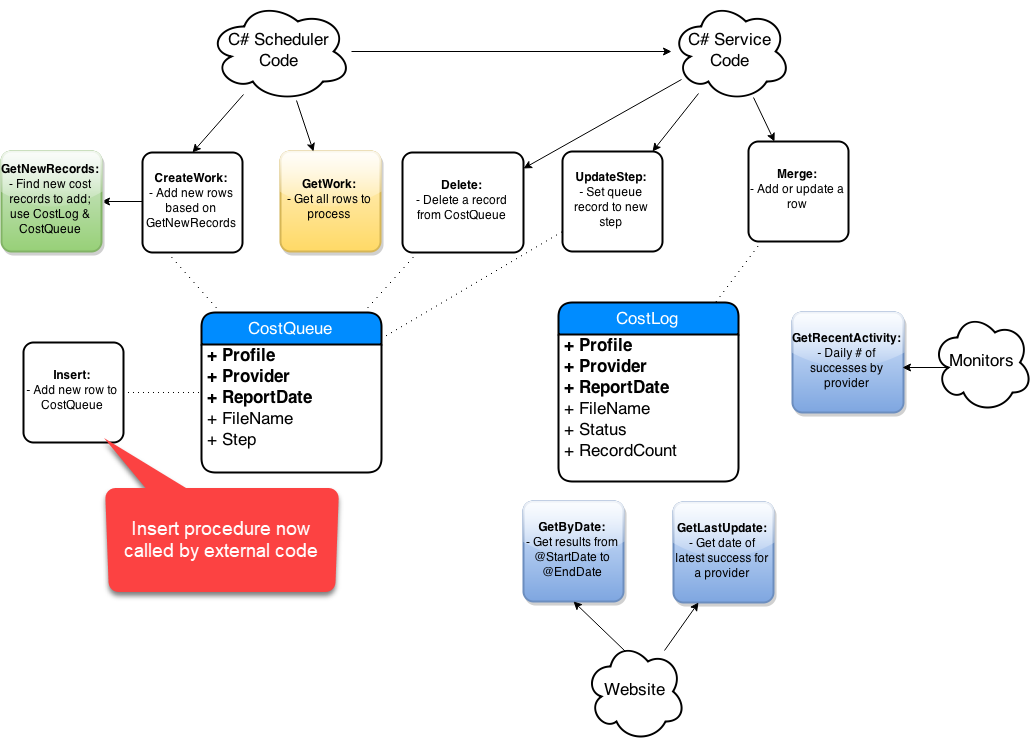 C# Scheduler
Code
C# Service
Code
GetNewRecords:
- Find new cost
records to add;
use CostLog &
CostQueue
CreateWork:
- Add new rows
based on
GetNewRecords
GetWork:
- Get all rows to
process
Delete:
- Delete a record
from CostQueue
UpdateStep:
- Set queue
record to new
step
Merge:
- Add or update a
row
Insert:
- Add new row to
CostQueue
CostQueue
+ Profile
+ Provider
+ ReportDate
+ FileName
+ Step
CostLog
+ Profile
+ Provider
+ ReportDate
+ FileName
+ Status
+ RecordCount
GetRecentActivity:
- Daily # of
successes by
provider
Monitors
Insert procedure now
called by external code
GetByDate:
- Get results from
@StartDate to
@EndDate
GetLastUpdate:
- Get date of
latest success for
a provider
Website